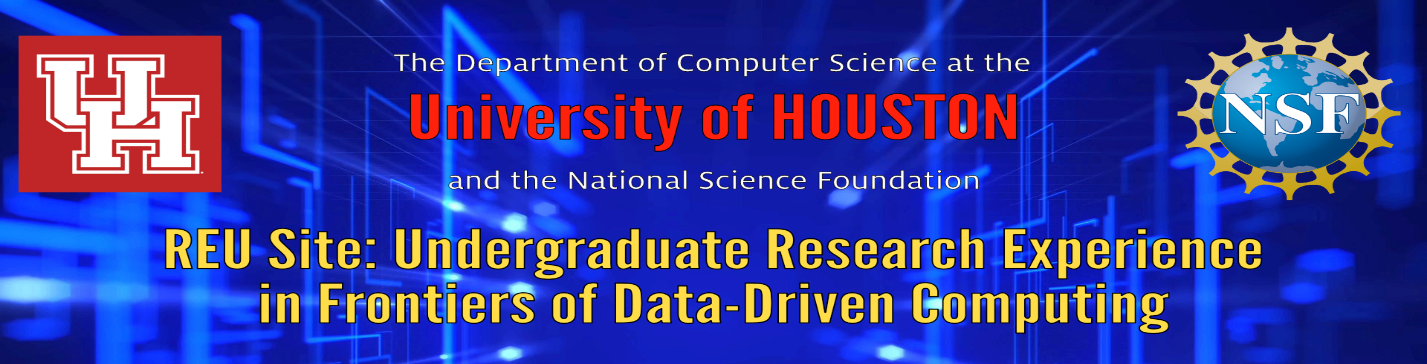 UH
The Department of Computer Science at the
University of HOUSTON
and the National Science Foundation
NSF
REU Site: Undergraduate Research Experience
in Frontiers of Data-Driven Computing